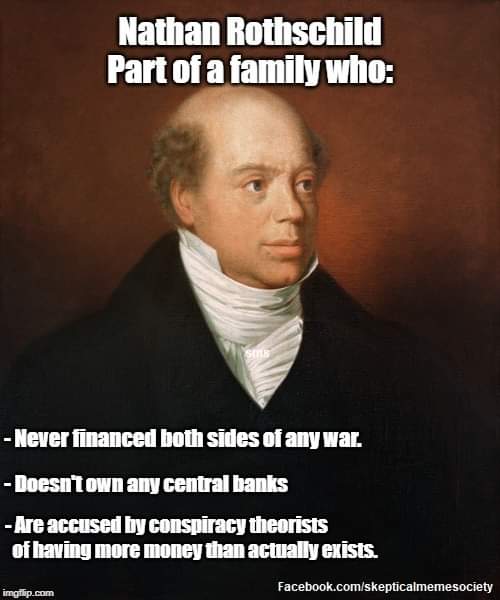 Nathan Rothschild
Part of a family who:
sms
- Never financed both sides of any war.
- Doesn't own any central banks
- Are accused by conspiracy theorists
of having more money than actually exists.
imgflip.com
Facebook.com/skepticalmemesociety